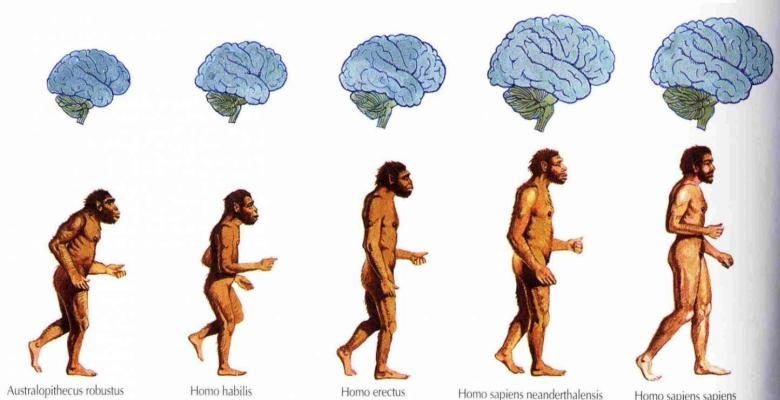 Australopithecus robustus
Homo habilis
Homo erectus
Homo sapiens neanderthalensis
Homo sapiens sapiens